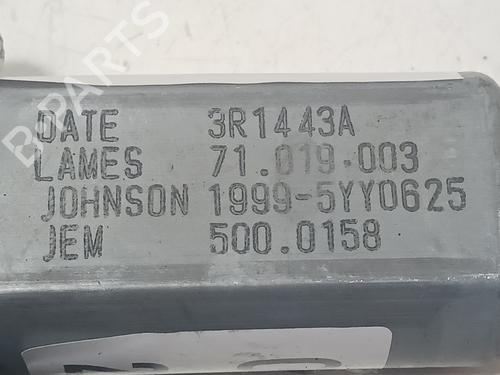 B-PARTS
DATE 3R1443A
LAMES 71.019.003
JOHNSON 1999-5YY0625
JEM 500.0158